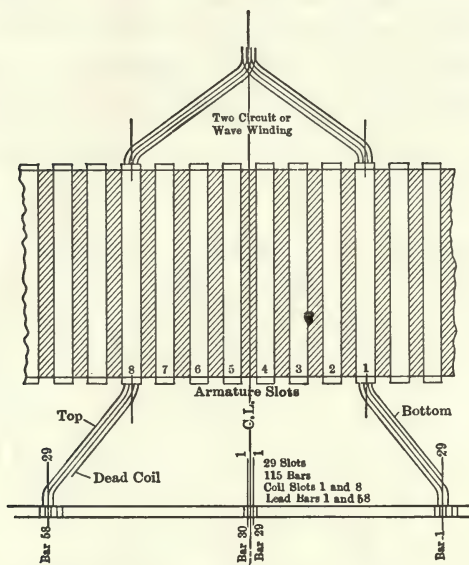 Two Circuit or
Wave Winding
8 7 6 5 4 3 2 1
Armature Slots
Top
C.L.
Bottom
29
1 1
29
Dead Coil
29 Slots
115 Bars
Coil Slots 1 and 8
Lead Bars 1 and 58
Bar 58
Bar 30
Bar 29
Bar 1